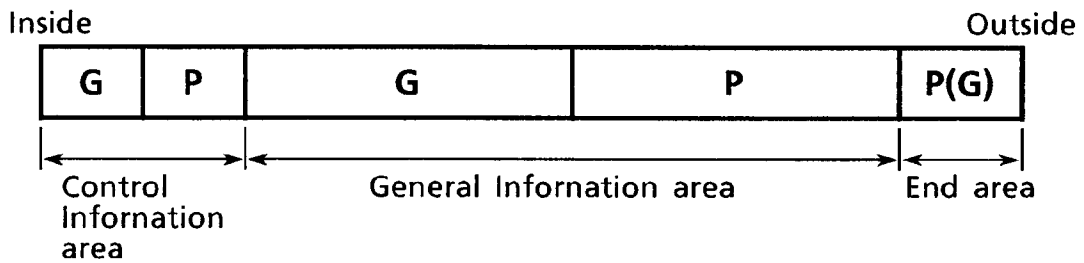 Inside Outside
G P G P P(G)
Control General Infornation area End area
Infornation
area